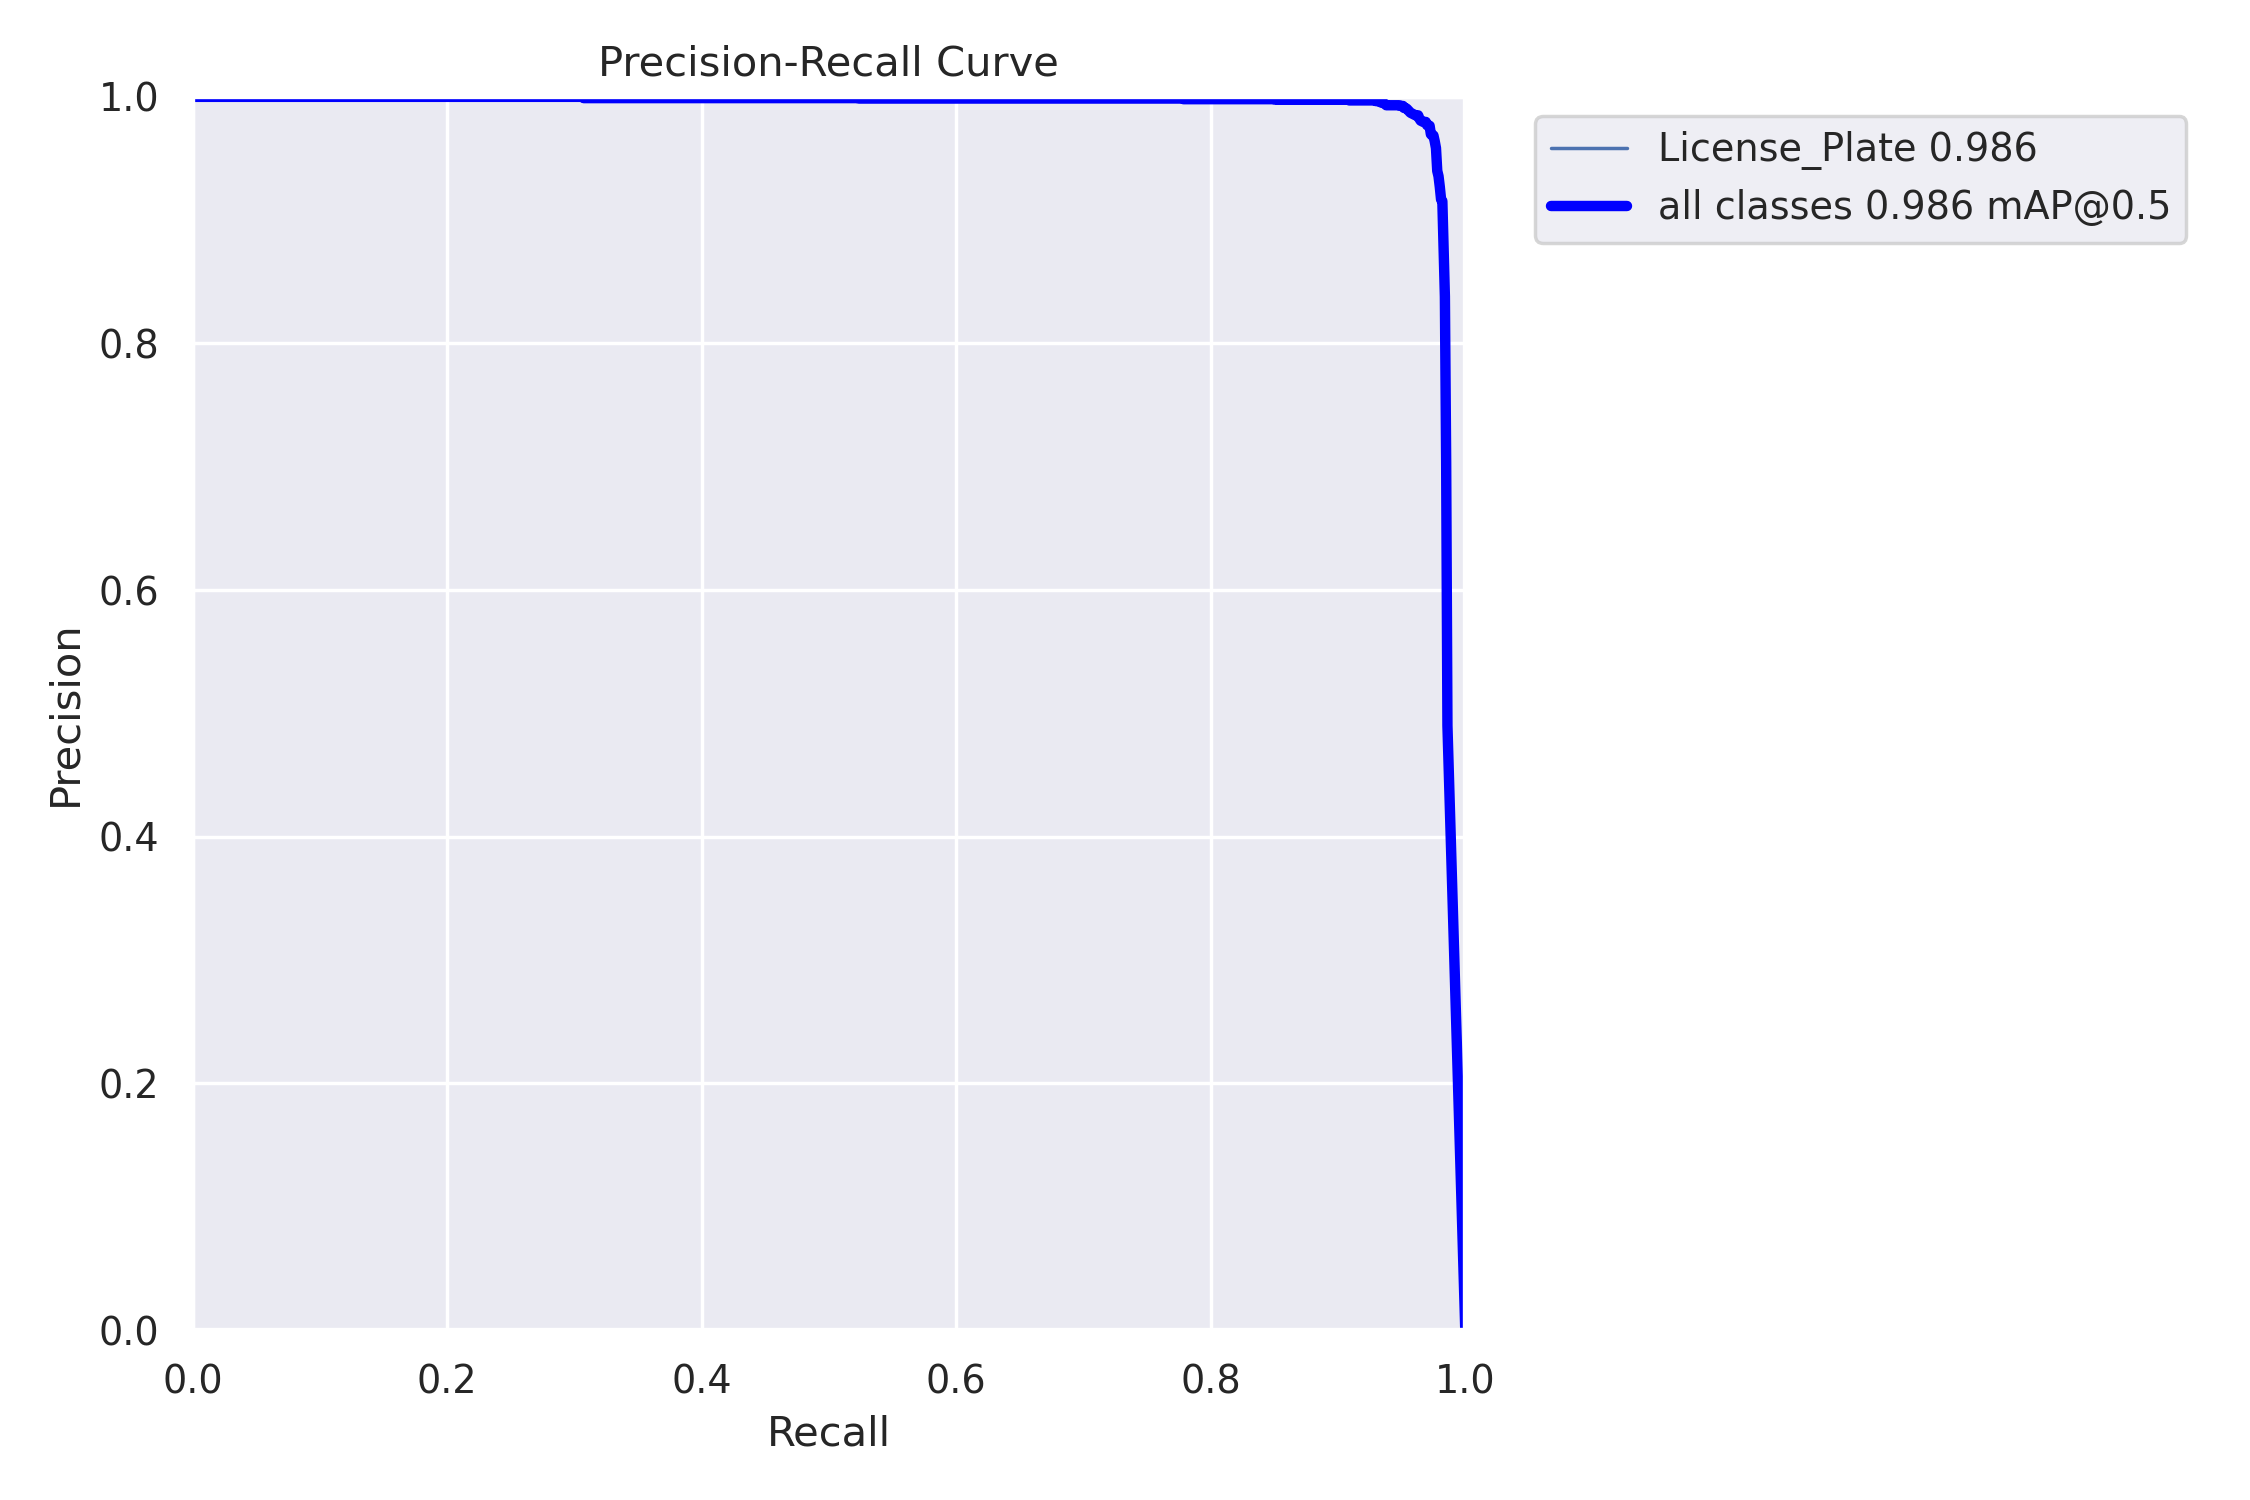 Precision-Recall Curve
1.0
0.8
0.6
0.4
0.2
0.0
Precision
0.0 0.2 0.4 0.6 0.8 1.0
Recall
License_Plate 0.986
all classes 0.986 mAP@0.5